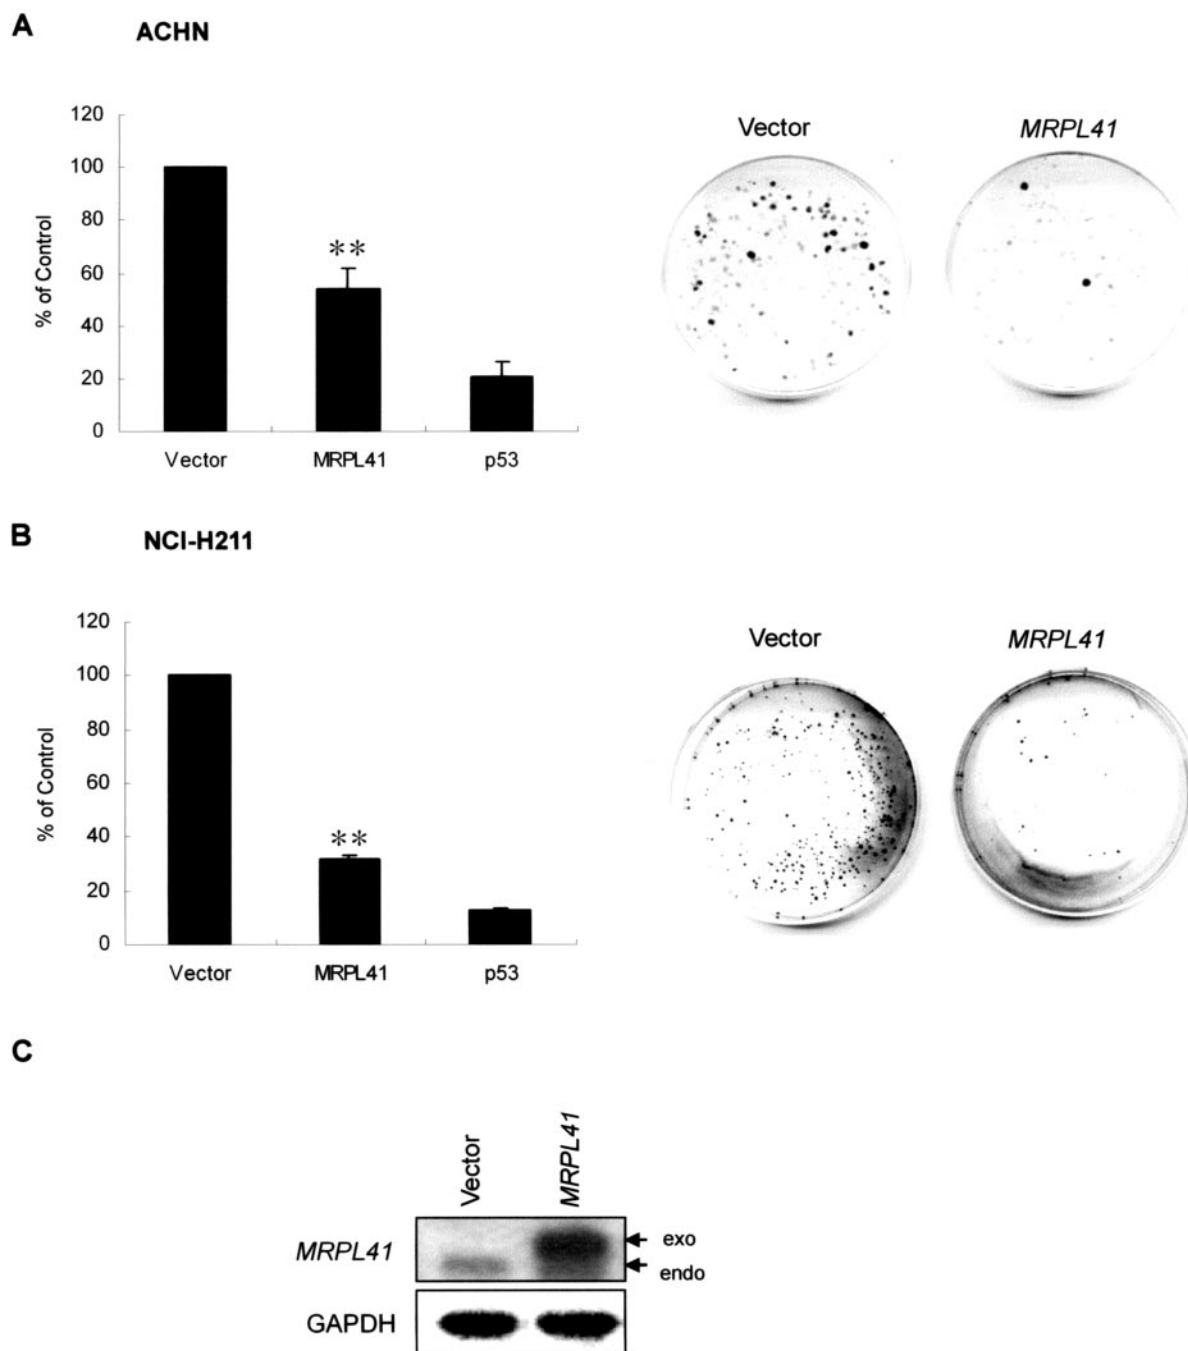 A
ACHN
120
100
80
60
40
20
0
% of Control
**
Vector
MRPL41
p53
Vector
MRPL41
B
NCI-H211
120
100
80
60
40
20
0
% of Control
**
Vector
MRPL41
p53
Vector
MRPL41
C
Vector
MRPL41
MRPL41
exo
endo
GAPDH